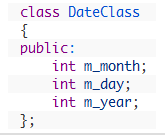 class DateClass
{
public:
    int m_month;
    int m_day;
    int m_year;
};